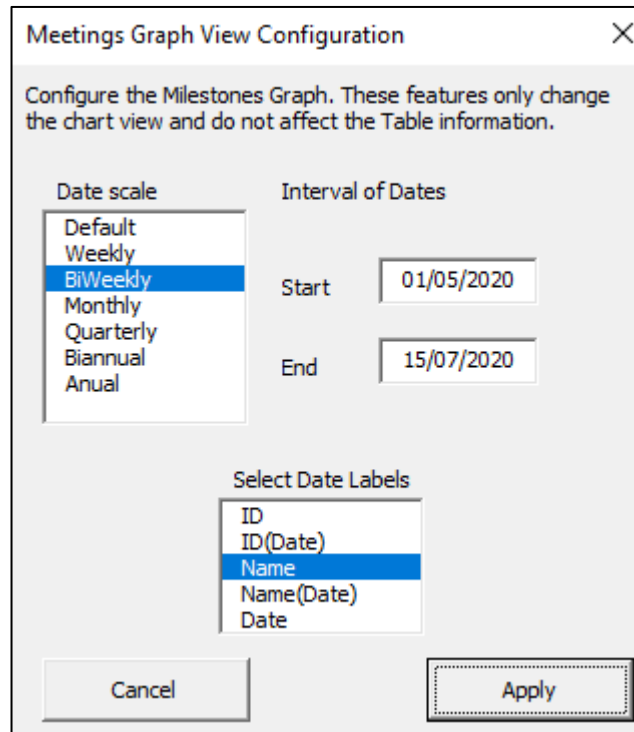 Meetings Graph View Configuration
Configure the Milestones Graph. These features only change
the chart view and do not affect the Table information.
Date scale
Default
Weekly
BiWeekly
Monthly
Quarterly
Biannual
Anual
Interval of Dates
Start 01/05/2020
End 15/07/2020
Select Date Labels
ID
ID(Date)
Name
Name(Date)
Date
Cancel Apply